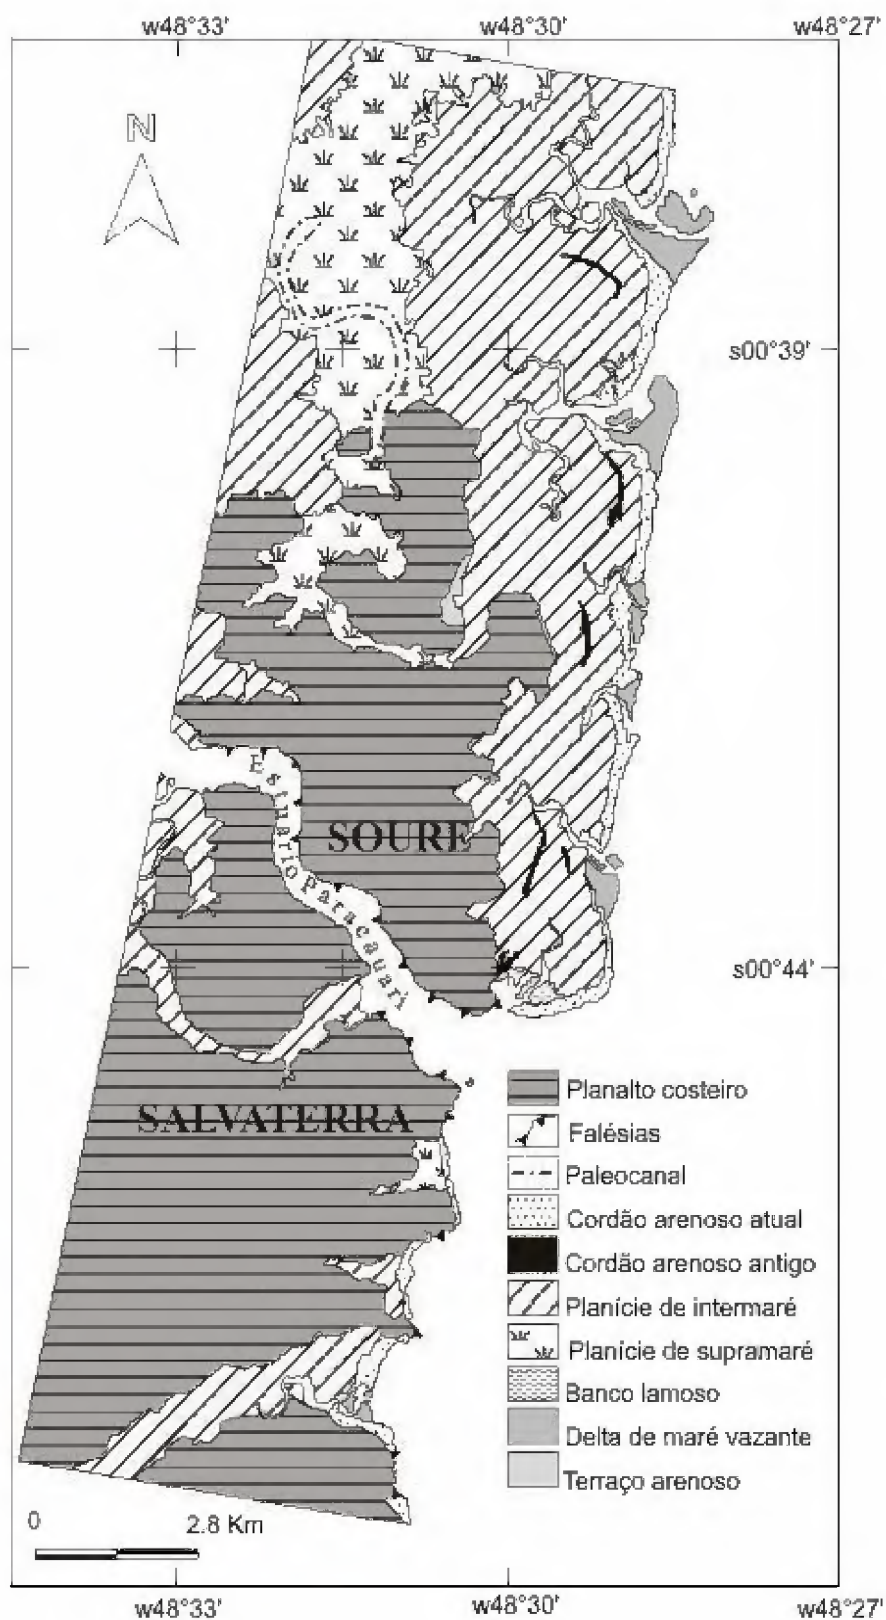 w48°33' w48°30' w48°27'
N
s00°39'
Estuário Paracauari
SOURE
s00°44'
SALVATERRA
Planalto costeiro
Falésias
Paleocanal
Cordão arenoso atual
Cordão arenoso antigo
Planície de intermaré
Planície de supramaré
Banco lamoso
Delta de maré vazante
Terraço arenoso
0 2.8 Km
w48°33' w48°30' w48°27'